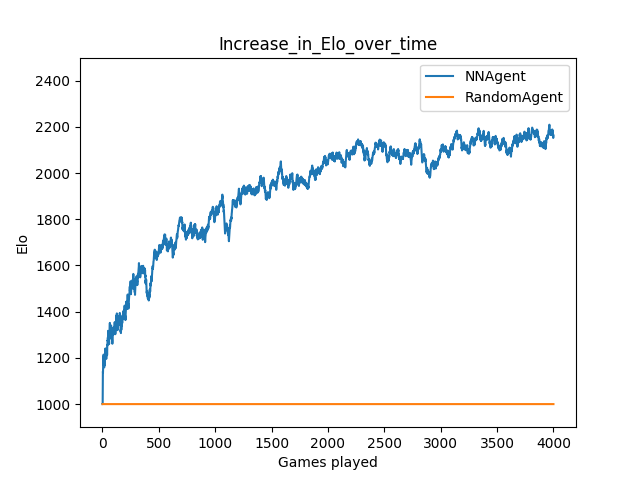 Increase_in_Elo_over_time
NNAgent
RandomAgent
2400
2200
2000
1800
1600
1400
1200
1000
Elo
0 500 1000 1500 2000 2500 3000 3500 4000
Games played